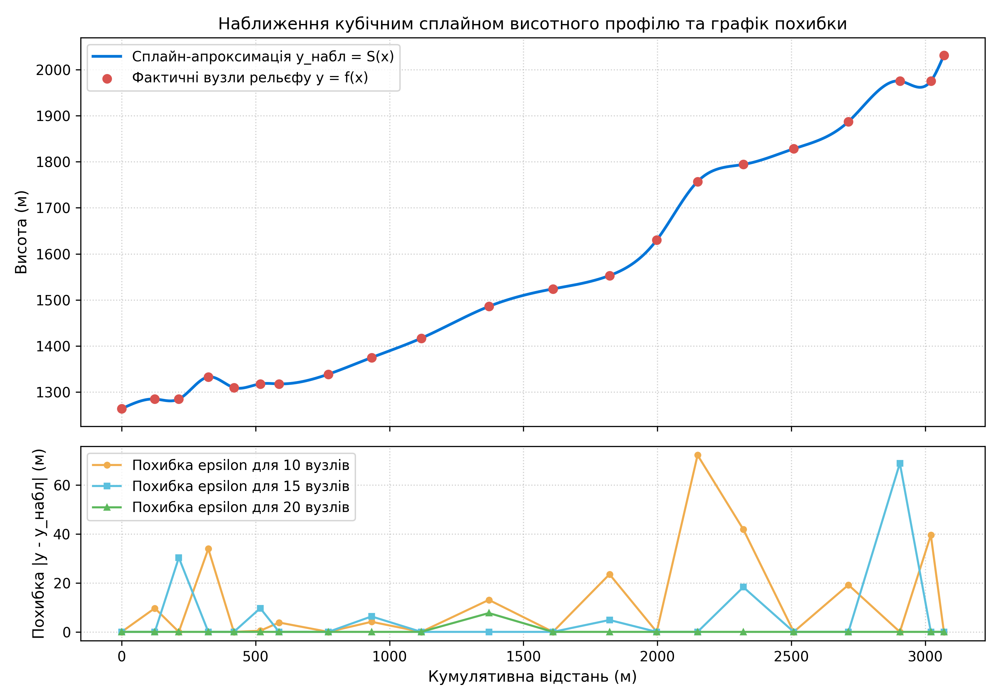 Наближення кубічним сплайном висотного профілю та графік похибки
Сплайн-апроксимація y_набл = S(x)
Фактичні вузли рельєфу y = f(x)
Висота (м)
2000
1900
1800
1700
1600
1500
1400
1300
Похибка epsilon для 10 вузлів
Похибка epsilon для 15 вузлів
Похибка epsilon для 20 вузлів
Похибка |y - y_набл| (м)
60
40
20
0
0 500 1000 1500 2000 2500 3000
Кумулятивна відстань (м)